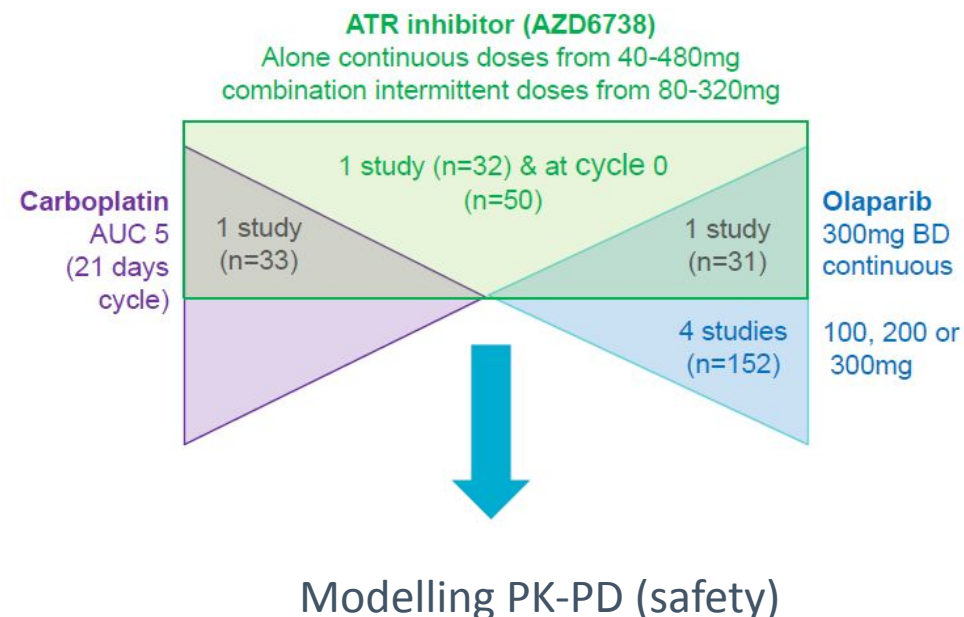 ATR inhibitor (AZD6738)
Alone continuous doses from 40-480mg
combination intermittent doses from 80-320mg
1 study (n=32) & at cycle 0
(n=50)
Carboplatin
AUC 5
(21 days
cycle)
1 study
(n=33)
1 study
(n=31)
Olaparib
300mg BD
continuous
4 studies
(n=152)
100, 200 or
300mg
Modelling PK-PD (safety)